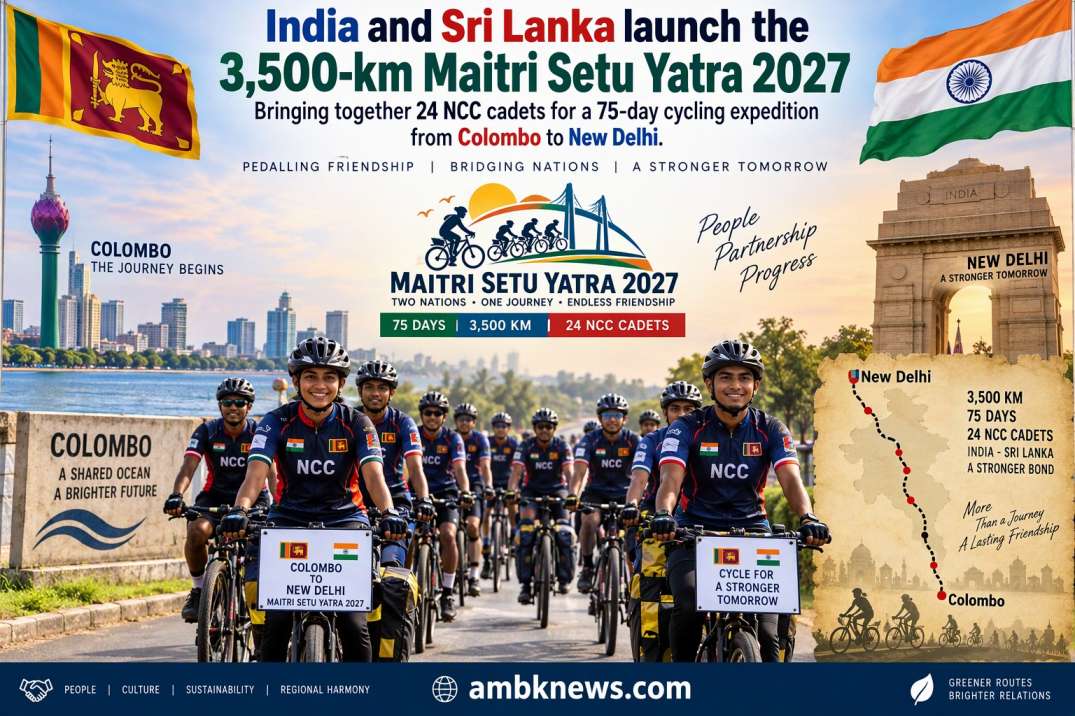 India and Sri Lanka launch the
3,500-km Maitri Setu Yatra 2027
Bringing together 24 NCC cadets for a 75-day cycling expedition
from Colombo to New Delhi.
PEDALLING FRIENDSHIP | BRIDGING NATIONS | A STRONGER TOMORROW
COLOMBO
THE JOURNEY BEGINS
MAITRI SETU YATRA 2027
TWO NATIONS • ONE JOURNEY • ENDLESS FRIENDSHIP
75 DAYS | 3,500 KM | 24 NCC CADETS
People
Partnership
Progress
INDIA
NEW DELHI
A STRONGER TOMORROW
COLOMBO
A SHARED OCEAN
A BRIGHTER FUTURE
NCC
NCC
NCC
NCC
COLOMBO
TO
NEW DELHI
MAITRI SETU YATRA 2027
CYCLE FOR
A STRONGER
TOMORROW
New Delhi
3,500 KM
75 DAYS
24 NCC CADETS
INDIA - SRI LANKA
A STRONGER BOND
More
Than a Journey
A Lasting Friendship
Colombo
PEOPLE | CULTURE | SUSTAINABILITY | REGIONAL HARMONY
ambknews.com
GREENER ROUTES
BRIGHTER RELATIONS